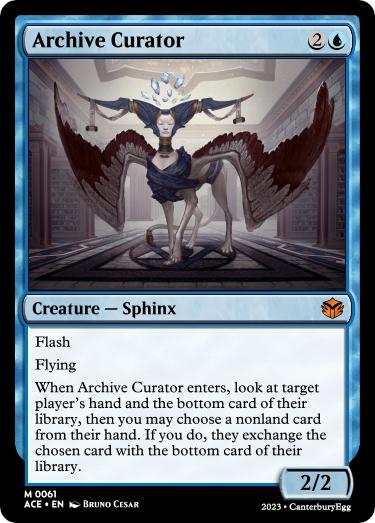 Archive Curator 2
Creature — Sphinx
Flash
Flying
When Archive Curator enters, look at target
player's hand and the bottom card of their
library, then you may choose a nonland card
from their hand. If you do, they exchange the
chosen card with the bottom card of their
library.
2/2
M 0061
ACE • EN Bruno Cesar
2023 • CanterburyEgg